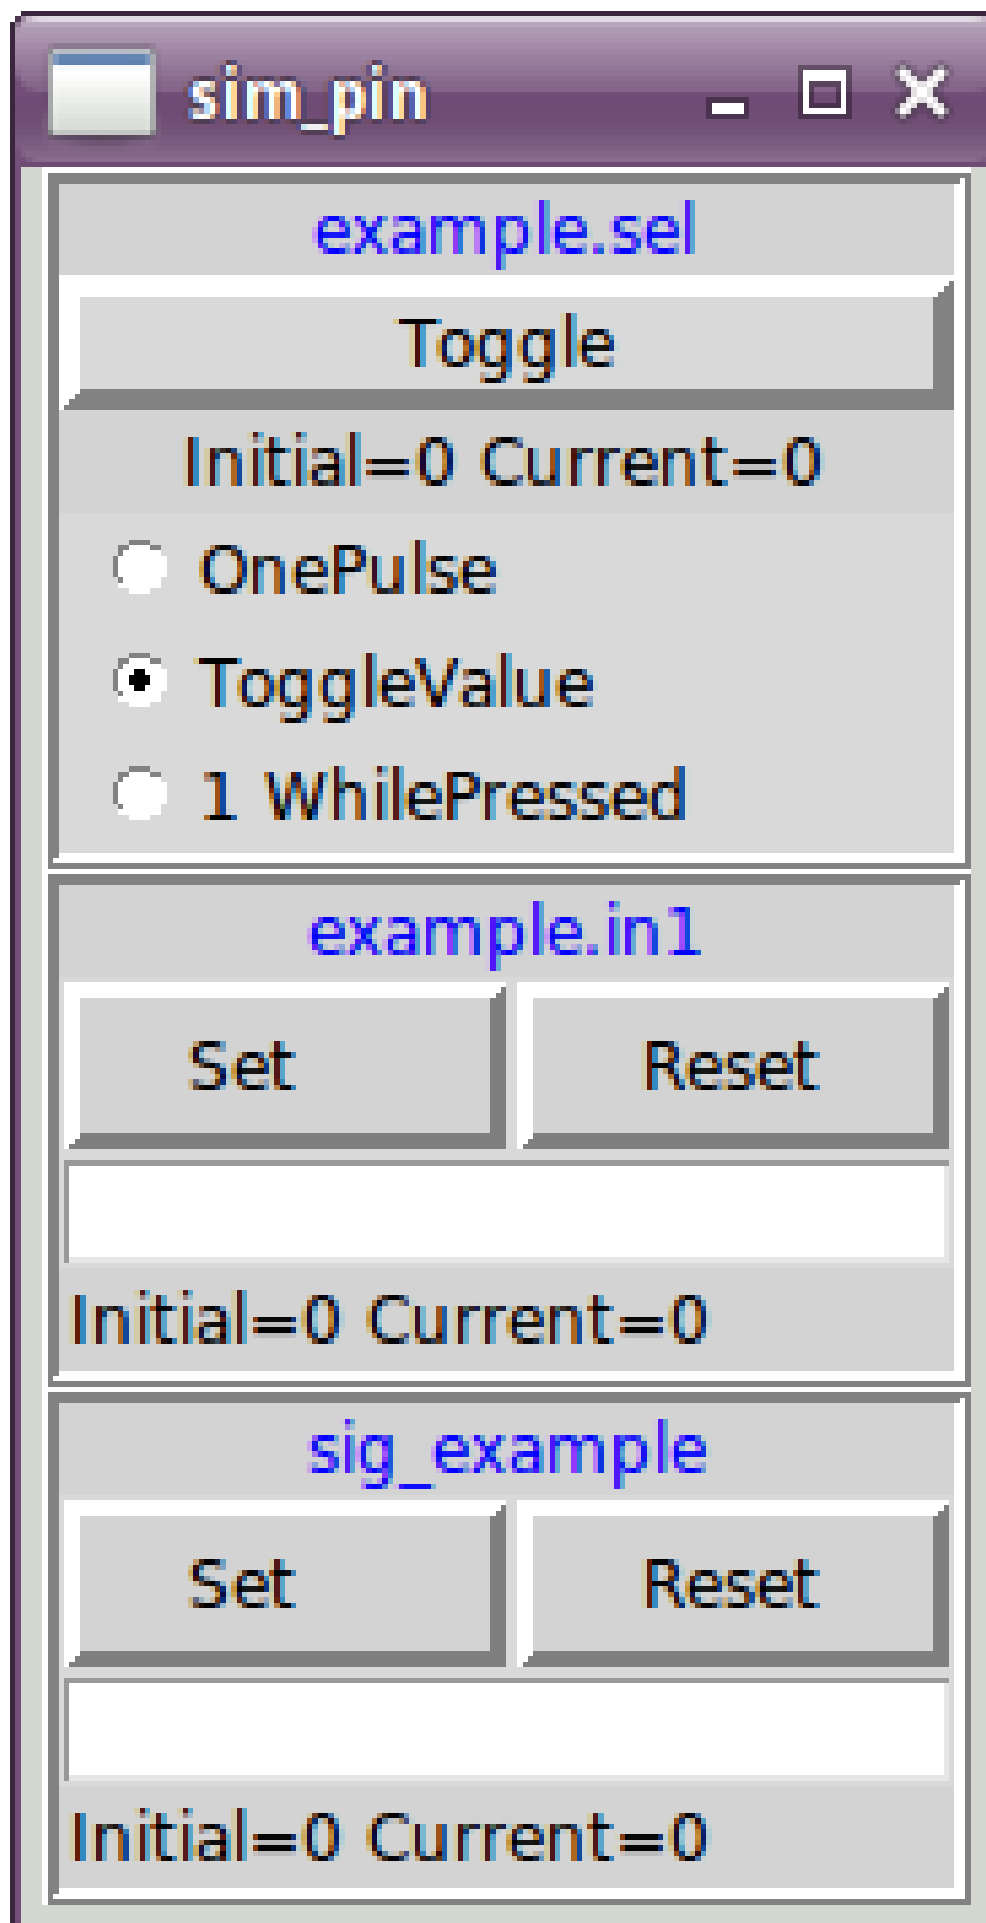 sim_pin
example.sel
Toggle
Initial=0 Current=0
OnePulse
ToggleValue
1 WhilePressed
example.in1
Set Reset
Initial=0 Current=0
sig_example
Set Reset
Initial=0 Current=0